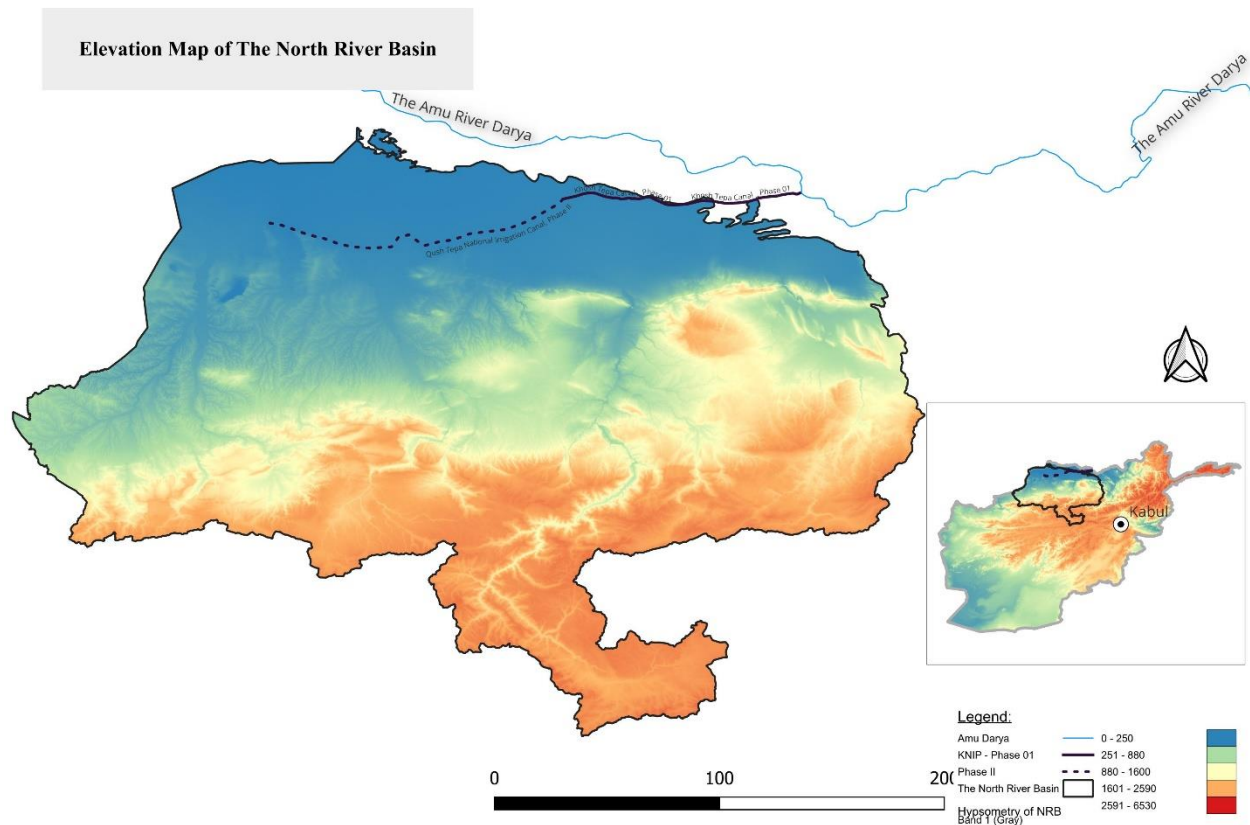 Elevation Map of The North River Basin
The Amu River Darya
The Amu River Darya
Khosh Tepa Canal Phase 01
Khosh Tepa Canal Phase 01
Qush Tepa National Irrigation Canal, Phase II
Kabul
0 100 200
Legend:
Amu Darya 0 - 250
KNIP - Phase 01 251 - 880
Phase II 880 - 1600
The North River Basin 1601 - 2590
Hypsometry of NRB 2591 - 6530
Band 1 (Gray)